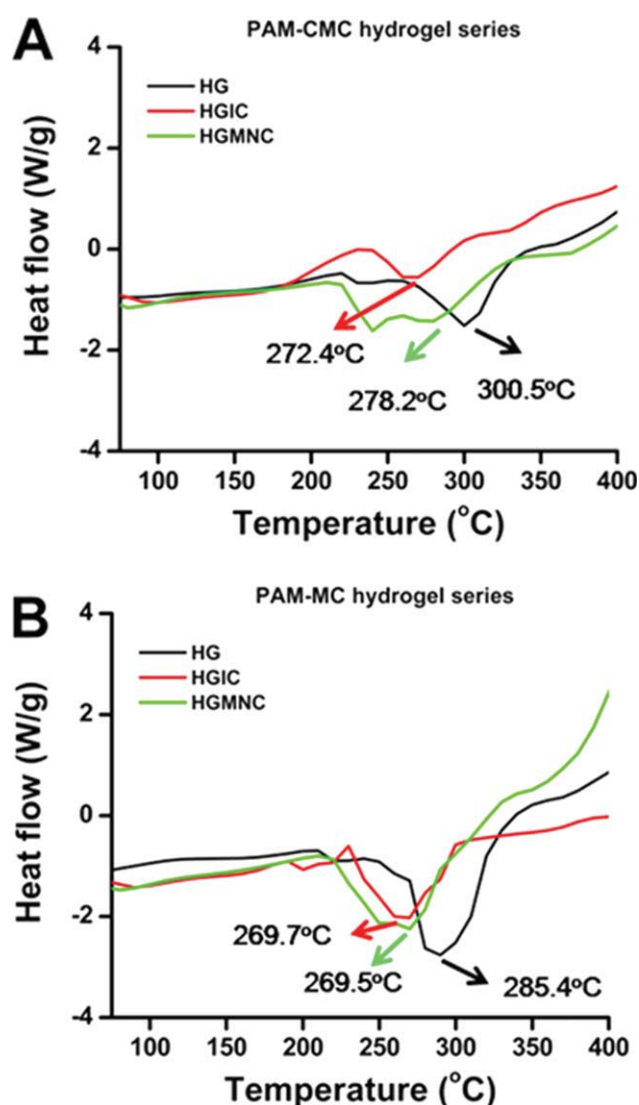 A
PAM-CMC hydrogel series
HG
HGIC
HGMNC
Heat flow (W/g)
4
2
0
-2
-4
272.4°C
278.2°C
300.5°C
100 150 200 250 300 350 400
Temperature (°C)
B
PAM-MC hydrogel series
HG
HGIC
HGMNC
Heat flow (W/g)
4
2
0
-2
-4
269.7°C
269.5°C
285.4°C
100 150 200 250 300 350 400
Temperature (°C)